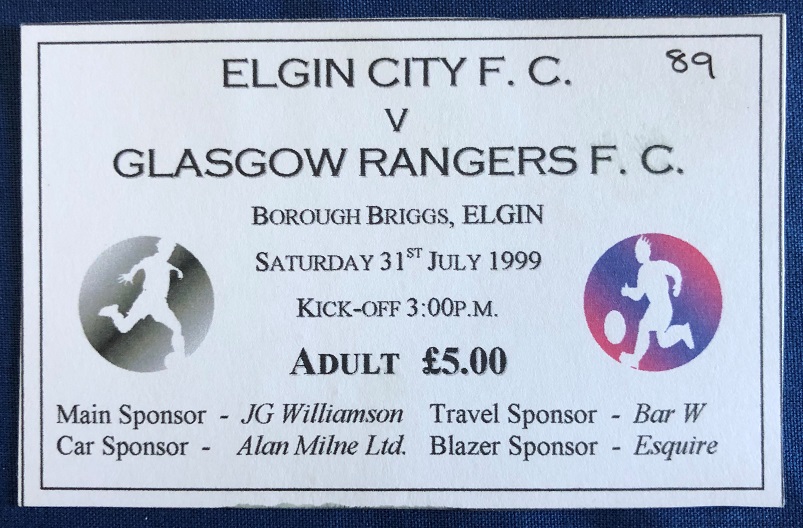 ELGIN CITY F. C.
89
V
GLASGOW RANGERS F. C.
BOROUGH BRIGGS, ELGIN
SATURDAY 31ST JULY 1999
KICK-OFF 3:00P.M.
ADULT £5.00
Main Sponsor - JG Williamson Travel Sponsor - Bar W
Car Sponsor - Alan Milne Ltd. Blazer Sponsor - Esquire